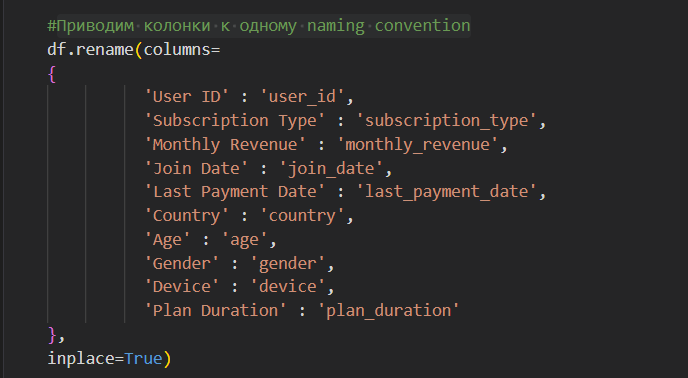 #Приводим колонки к одному naming convention
df.rename(columns=
{
'User ID' : 'user_id',
'Subscription Type' : 'subscription_type',
'Monthly Revenue' : 'monthly_revenue',
'Join Date' : 'join_date',
'Last Payment Date' : 'last_payment_date',
'Country' : 'country',
'Age' : 'age',
'Gender' : 'gender',
'Device' : 'device',
'Plan Duration' : 'plan_duration'
},
inplace=True)